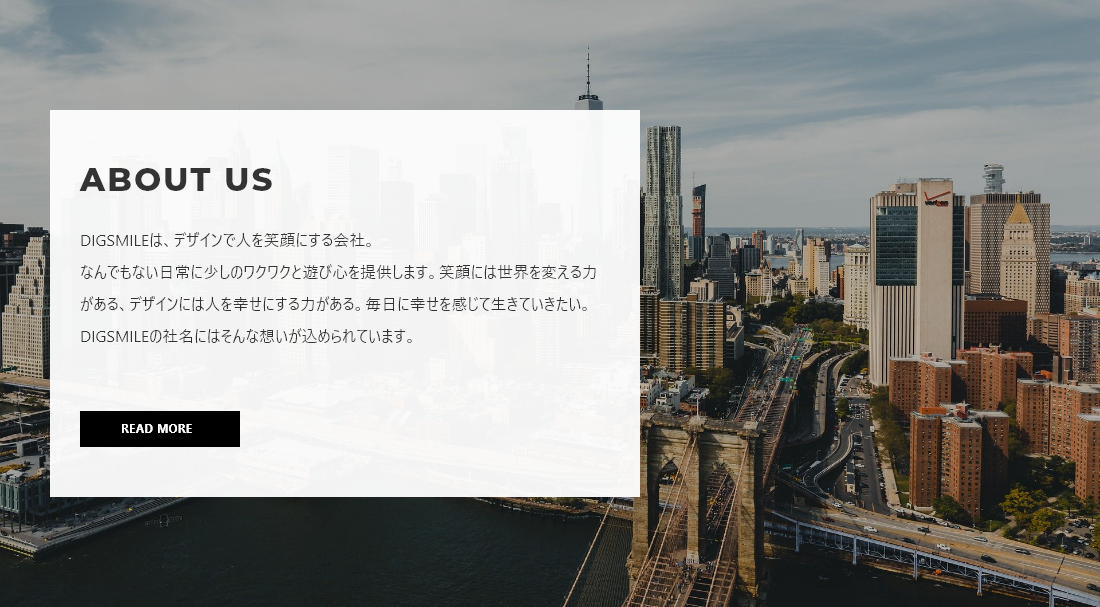 ABOUT US
DIGSMILEは、デザインで人を笑顔にする会社。
なんでもない日常に少しのワクワクと遊び心を提供します。笑顔には世界を変える力
がある、デザインには人を幸せにする力がある。毎日に幸せを感じて生きていきたい。
DIGSMILEの社名にはそんな想いが込められています。
READ MORE
verizon